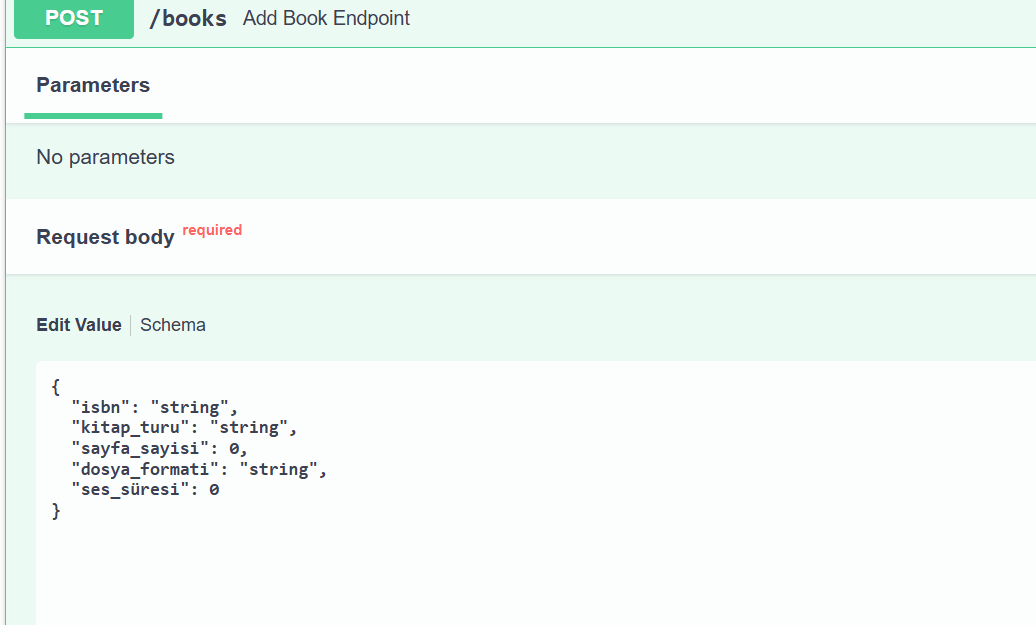 POST /books Add Book Endpoint
Parameters
No parameters
Request body required
Edit Value Schema
{
"isbn": "string",
"kitap_turu": "string",
"sayfa_sayisi": 0,
"dosya_formati": "string",
"ses_süresi": 0
}